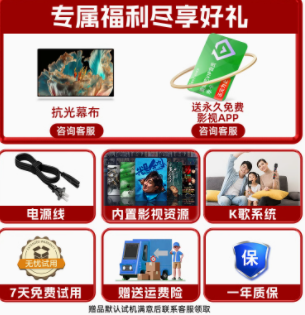 专属福利尽享好礼
抗光幕布
咨询客服
送永久免费
影视APP
咨询客服
电源线
内置影视资源
K歌系统
无忧试用
7天免费试用
赠送运费险
保
一年质保
赠品默认试机满意后联系客服领取